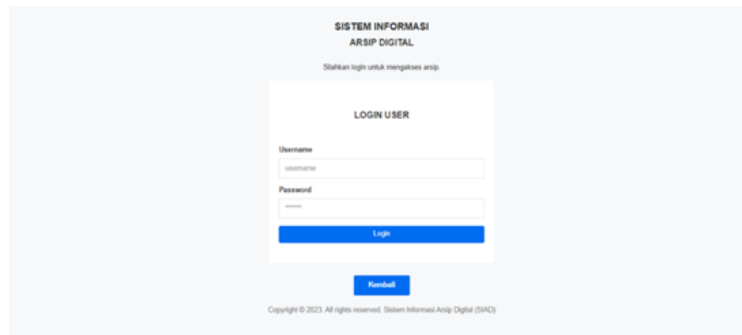 SISTEM INFORMASI
ARSIP DIGITAL
Silahkan login untuk mengakses arsip.
LOGIN USER
Username
username
Password
******
Login
Kembali
Copyright © 2023. All rights reserved. Sistem Informasi Arsip Digital (SIAD)